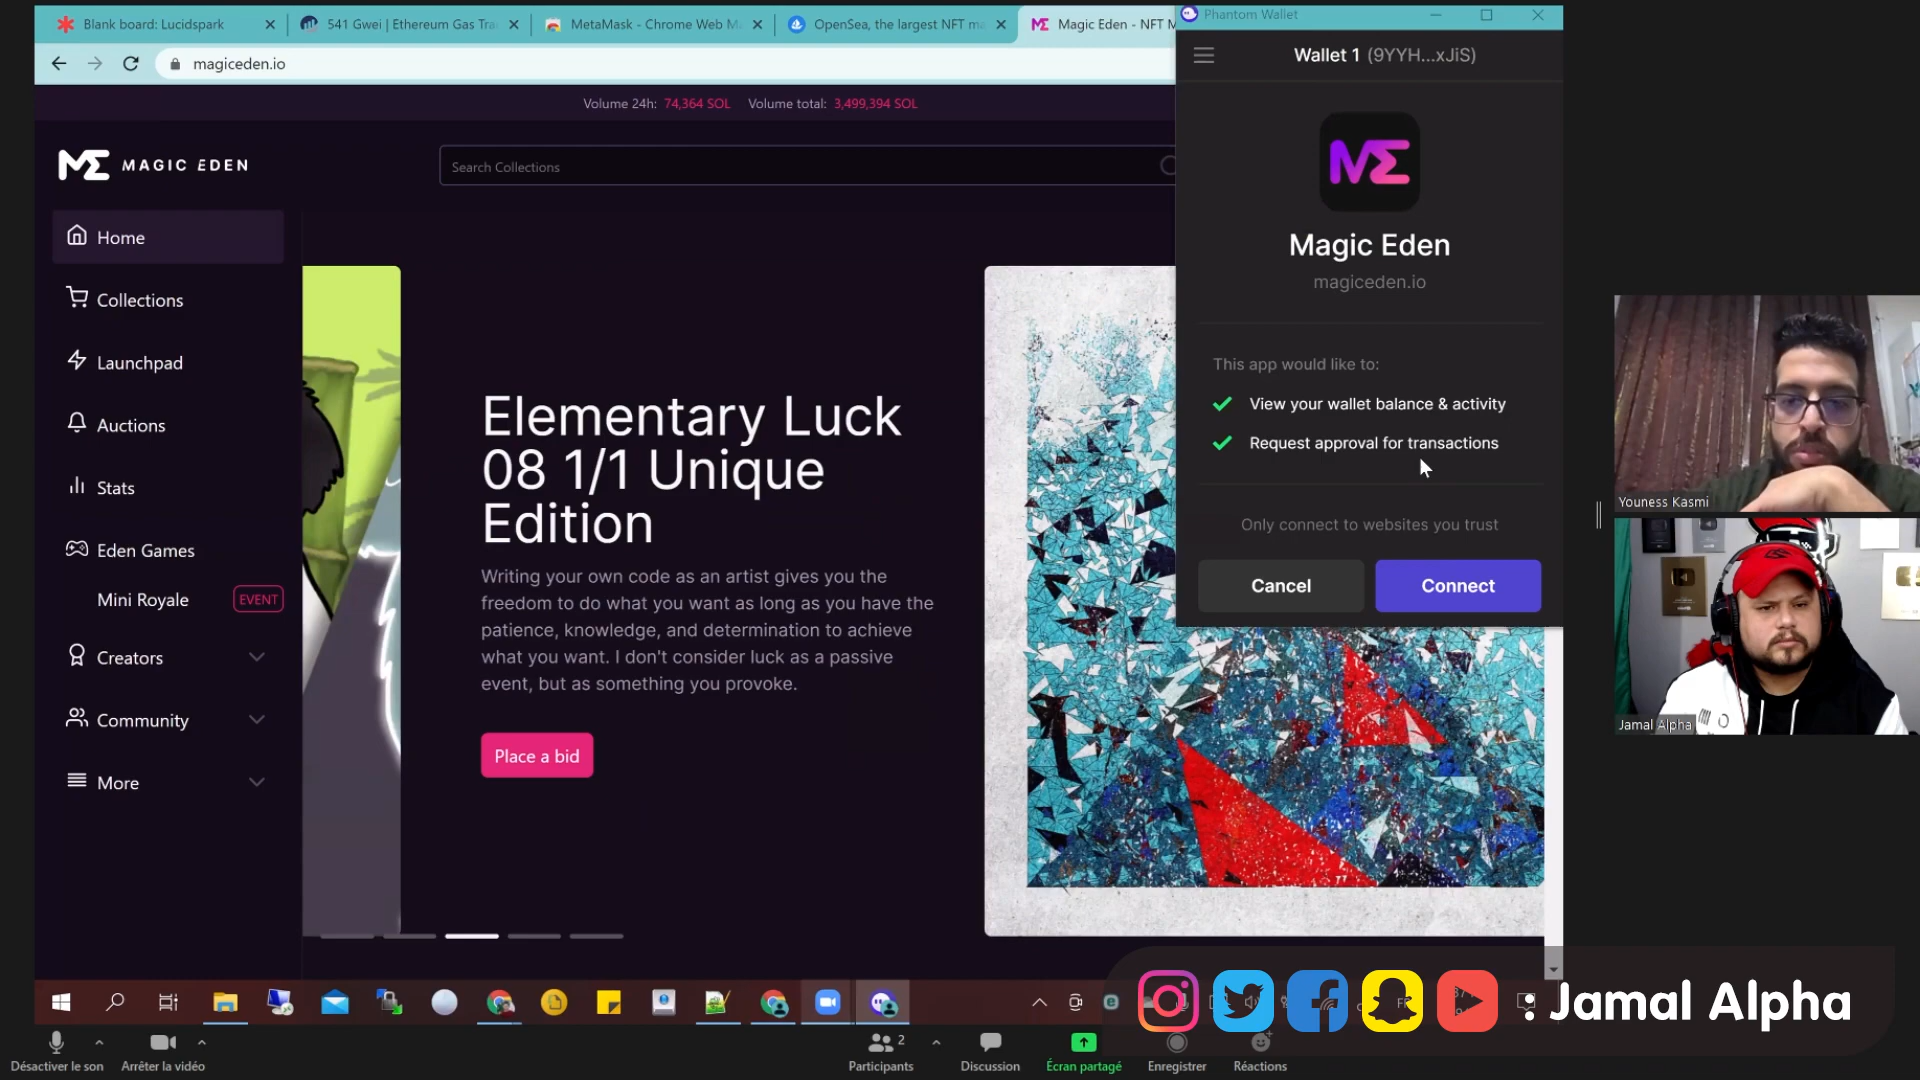 Blank board: Lucidspark
541 Gwei | Ethereum Gas Tra
MetaMask - Chrome Web M
OpenSea, the largest NFT ma
Magic Eden - NFT M
magiceden.io
Volume 24h: 74,364 SOL Volume total: 3,499,394 SOL
MAGIC EDEN
Search Collections
Home
Collections
Launchpad
Auctions
Stats
Eden Games
Mini Royale EVENT
Creators
Community
More
Elementary Luck
08 1/1 Unique
Edition
Writing your own code as an artist gives you the
freedom to do what you want as long as you have the
patience, knowledge, and determination to achieve
what you want. I don't consider luck as a passive
event, but as something you provoke.
Place a bid
Phantom Wallet
Wallet 1 (9YYH...xJiS)
ME
Magic Eden
magiceden.io
This app would like to:
View your wallet balance & activity
Request approval for transactions
Only connect to websites you trust
Cancel
Connect
Youness Kasmi
Jamal Alpha
: Jamal Alpha
Désactiver le son
Arrêter la vidéo
Participants
2
Discussion
Écran partagé
Enregistrer
Réactions